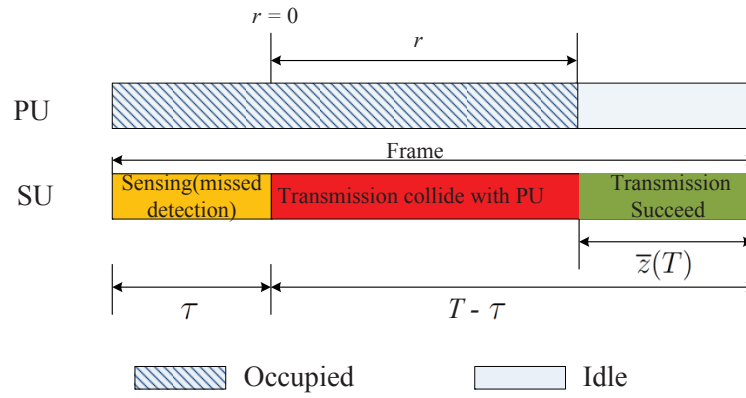 r = 0
r
PU
Frame
SU
Sensing(missed
detection)
Transmission collide with PU
Transmission
Succeed
z̅(T)
τ
T - τ
Occupied
Idle